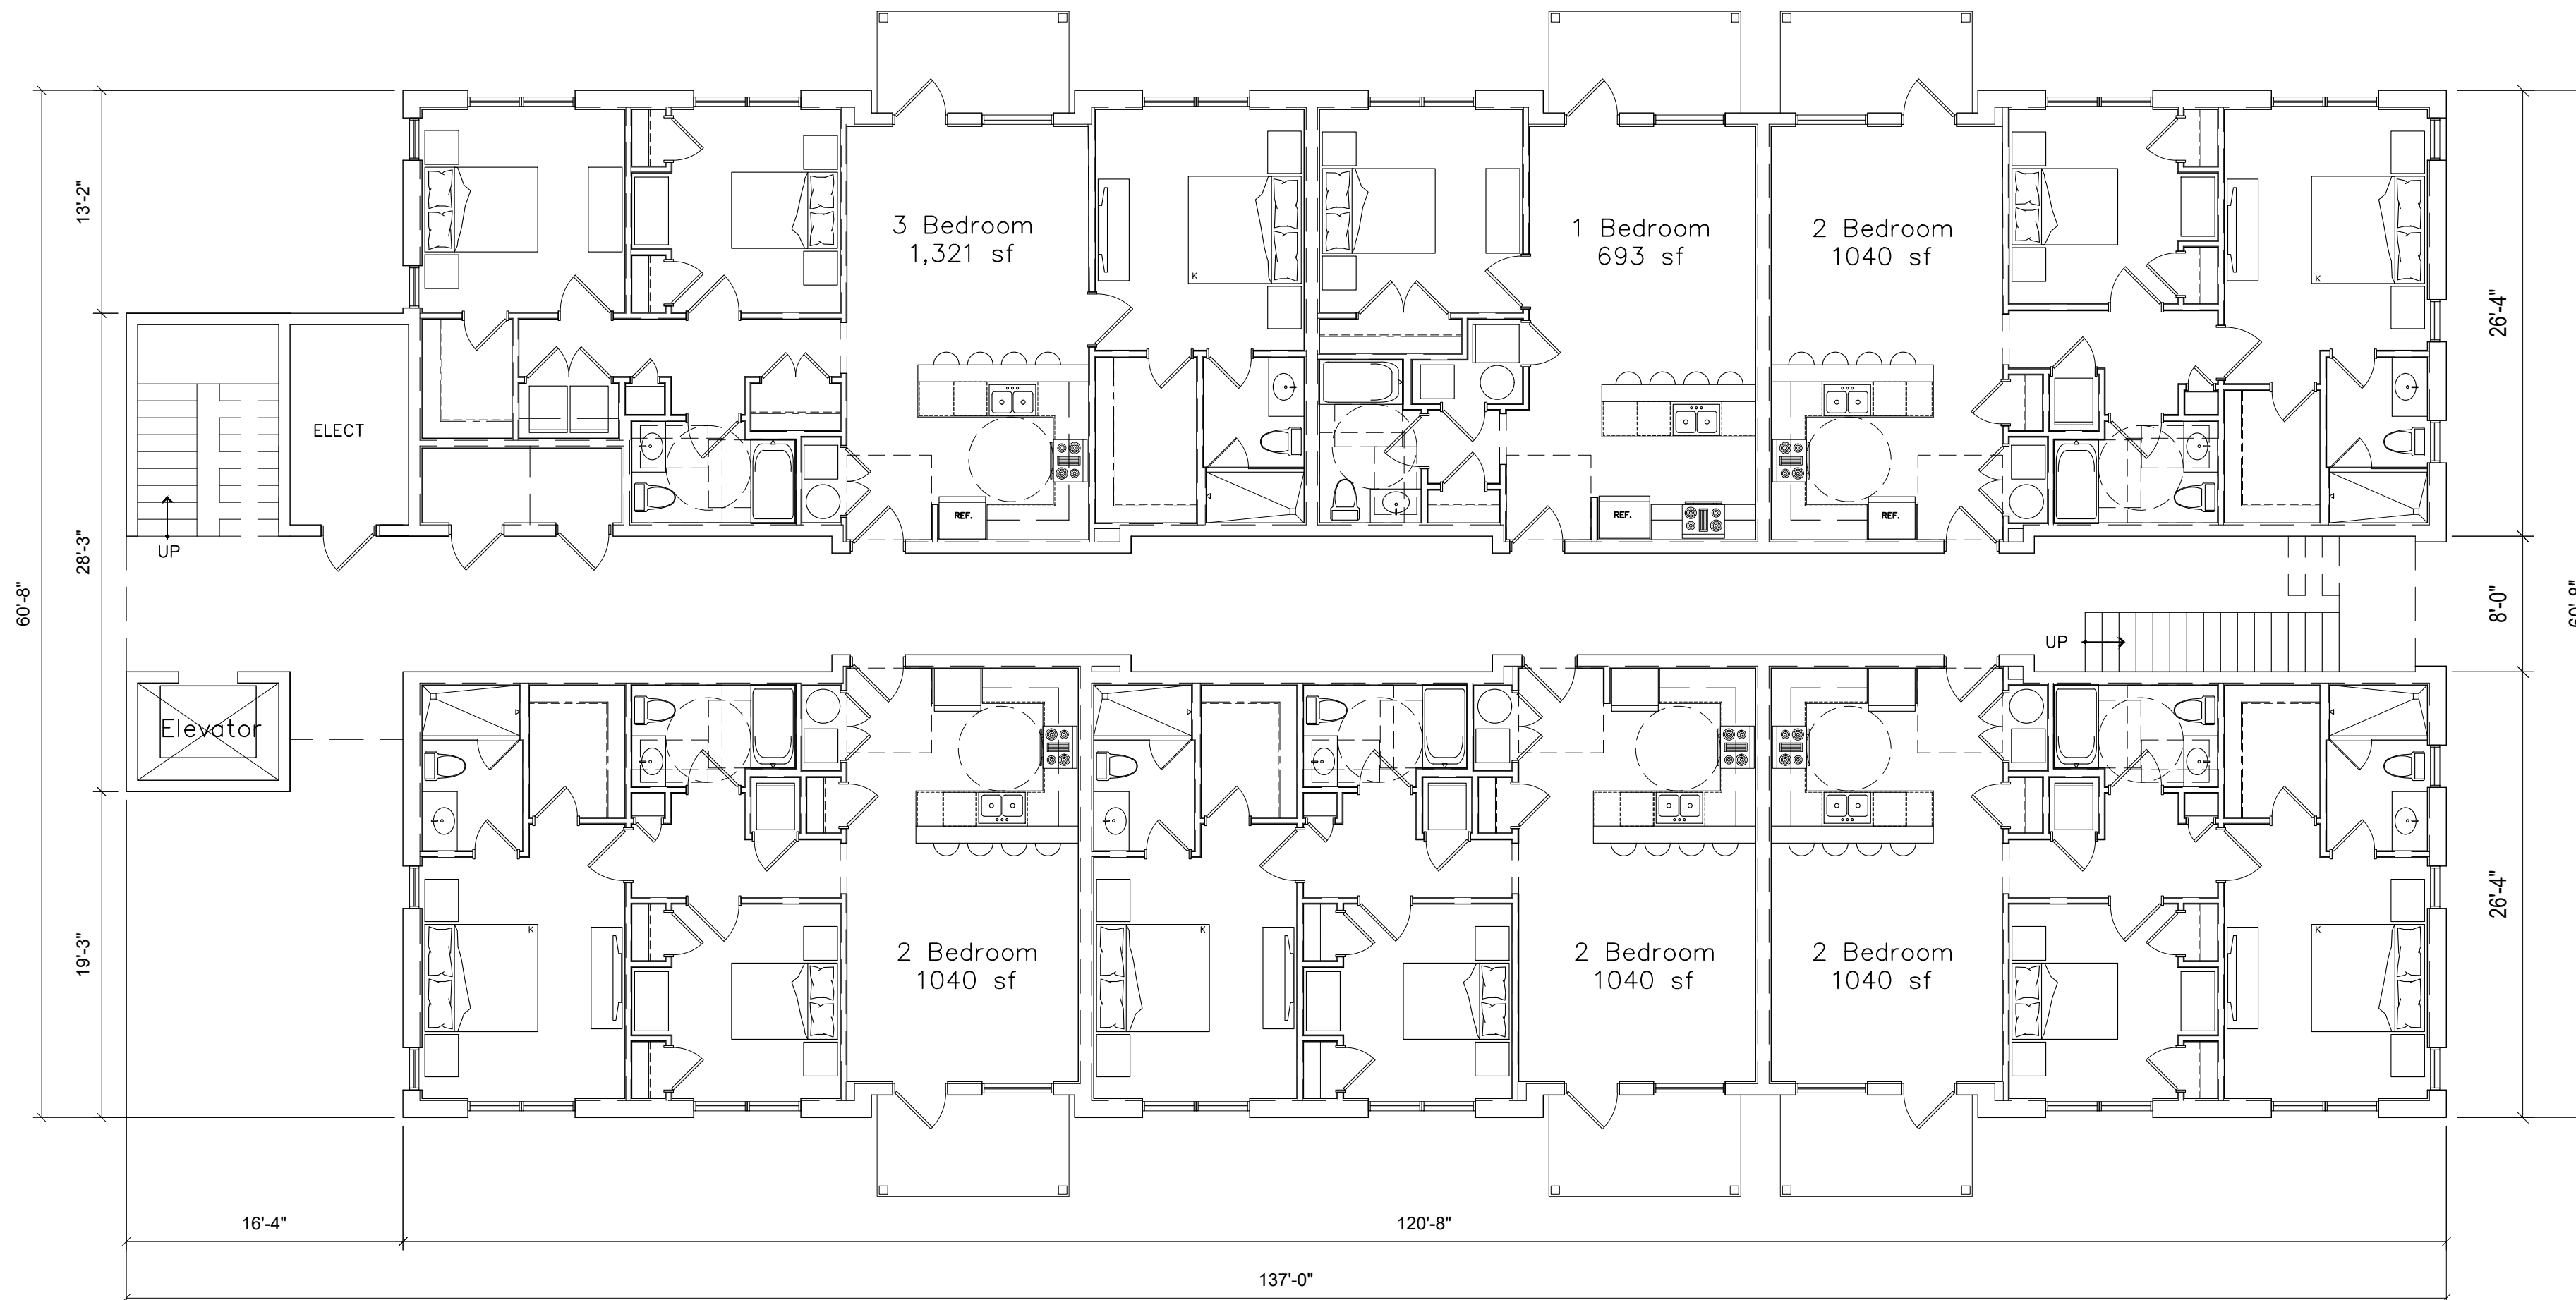 13'-2"
28'-3"
60'-8"
19'-3"
3 Bedroom
1,321 sf
K
1 Bedroom
693 sf
2 Bedroom
1040 sf
K
26'-4"
ELECT
UP
REF.
REF.
REF.
8'-0"
60'-8"
UP
Elevator
26'-4"
K
2 Bedroom
1040 sf
K
2 Bedroom
1040 sf
2 Bedroom
1040 sf
K
16'-4"
120'-8"
137'-0"